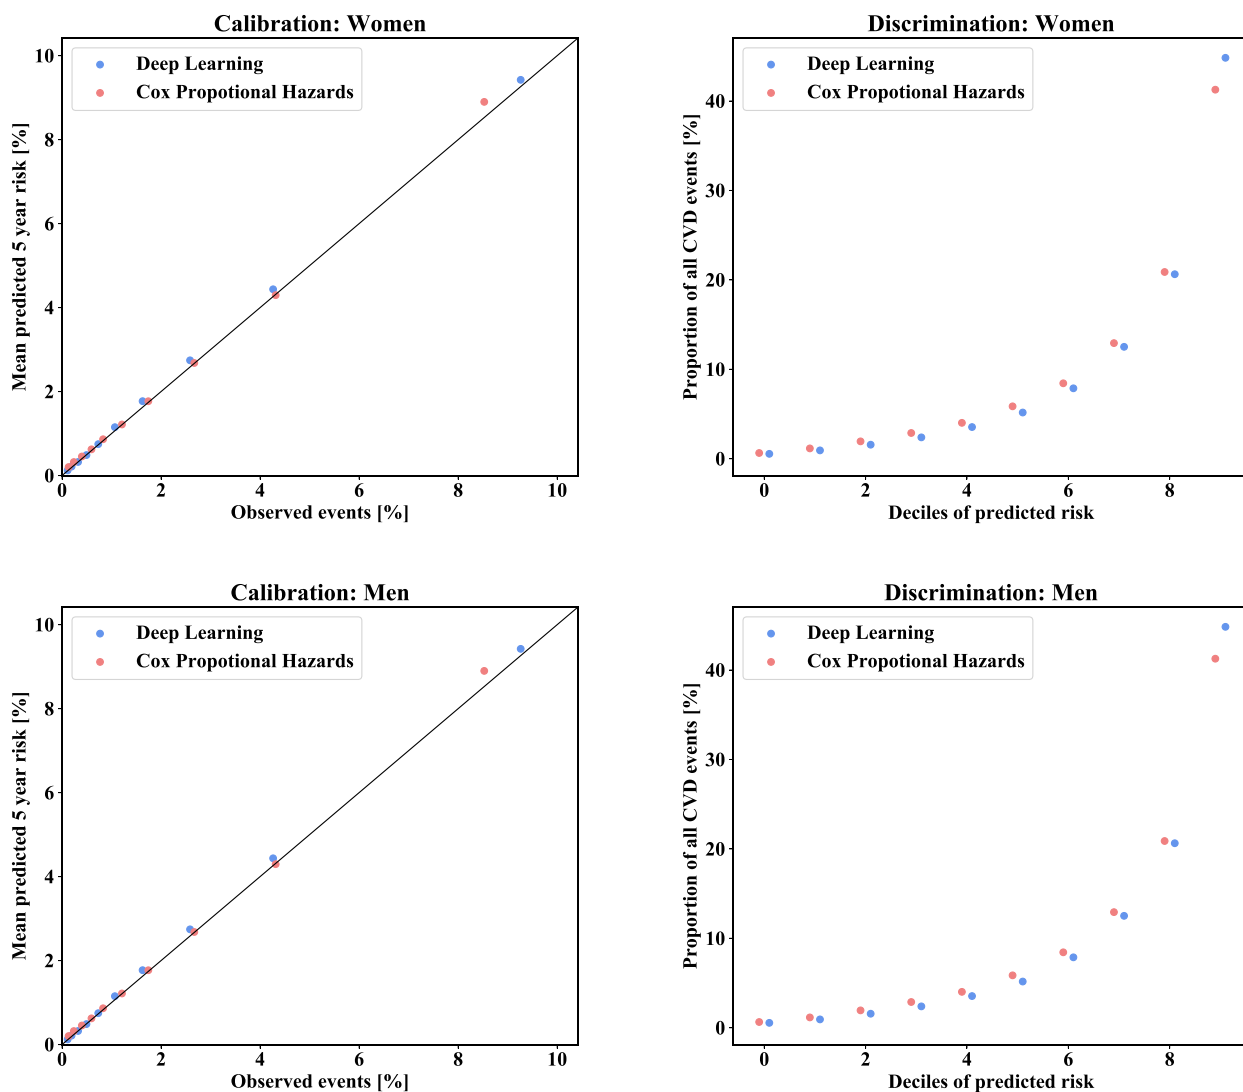 Calibration: Women
Deep Learning
Cox Propotional Hazards
Mean predicted 5 year risk [%]
10
8
6
4
2
0
0 2 4 6 8 10
Observed events [%]
Discrimination: Women
Deep Learning
Cox Propotional Hazards
Proportion of all CVD events [%]
40
30
20
10
0
0 2 4 6 8
Deciles of predicted risk
Calibration: Men
Deep Learning
Cox Propotional Hazards
Mean predicted 5 year risk [%]
10
8
6
4
2
0
0 2 4 6 8 10
Observed events [%]
Discrimination: Men
Deep Learning
Cox Propotional Hazards
Proportion of all CVD events [%]
40
30
20
10
0
0 2 4 6 8
Deciles of predicted risk